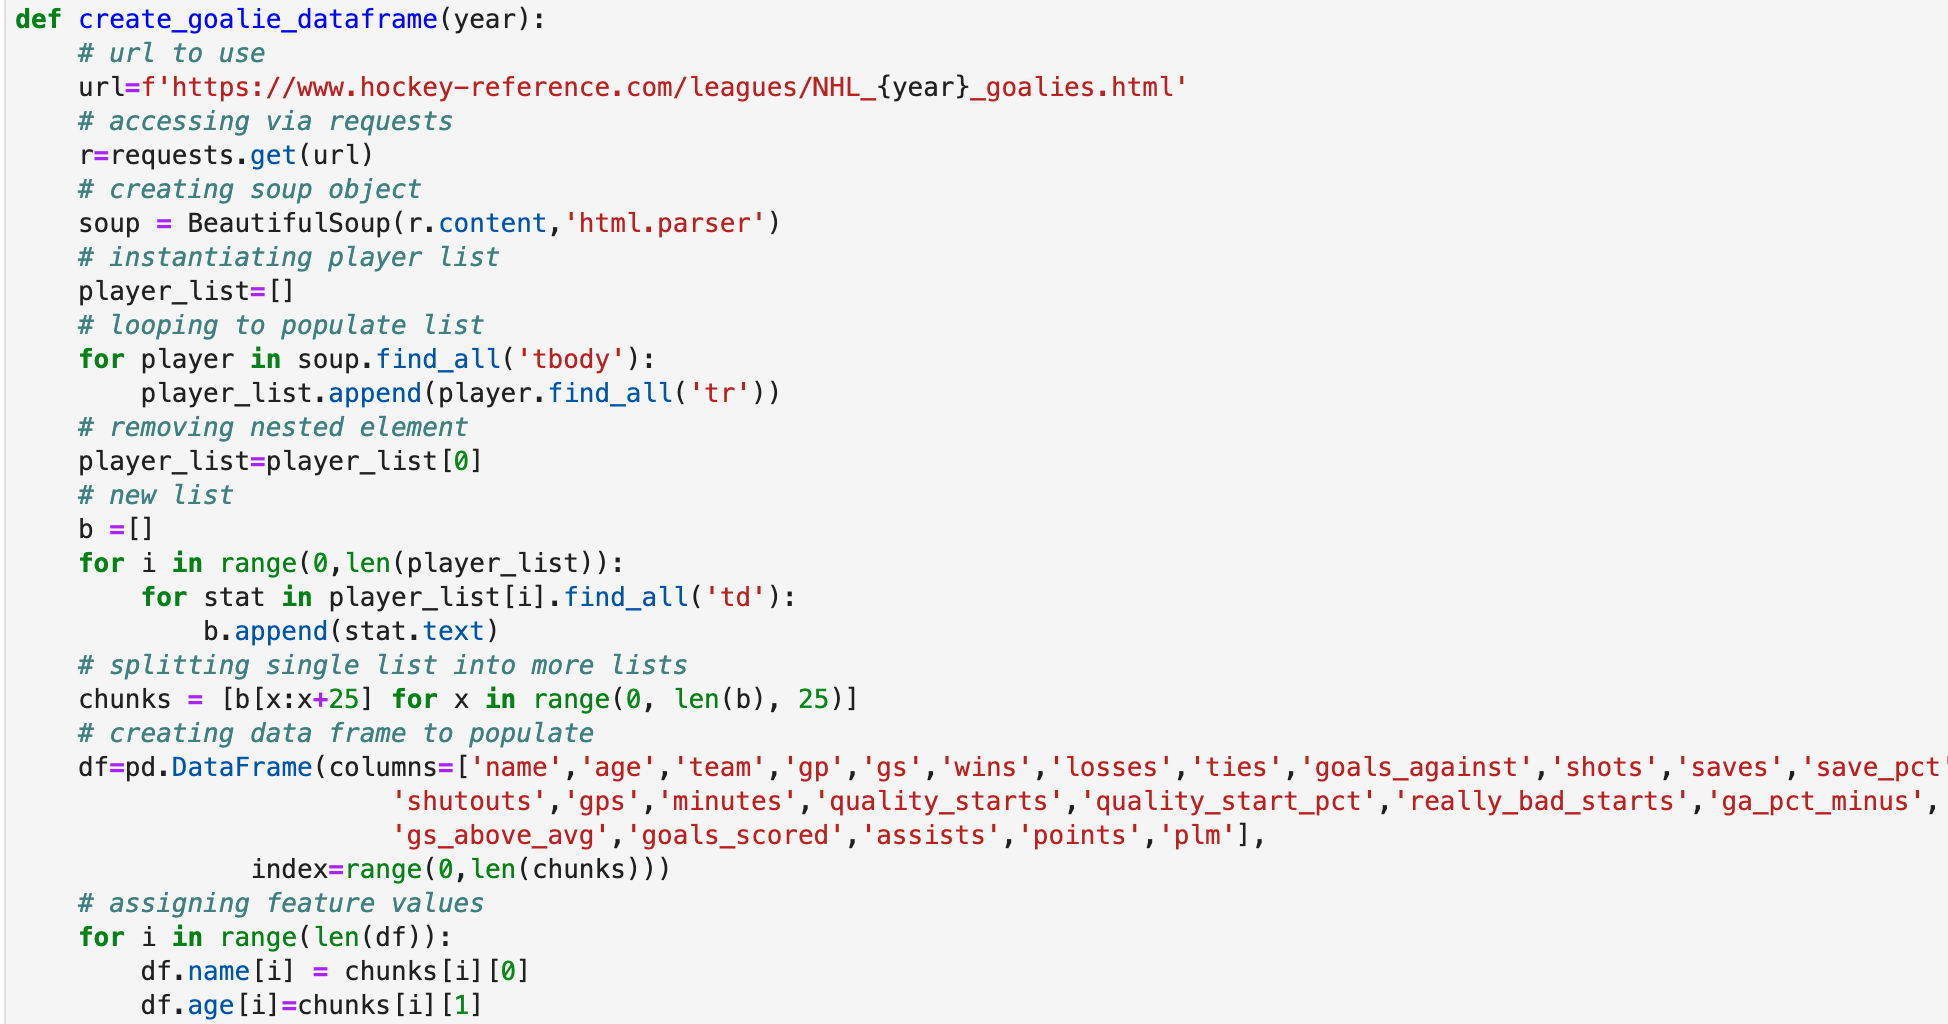 def create_goalie_dataframe(year):
    # url to use
    url=f'https://www.hockey-reference.com/leagues/NHL_{year}_goalies.html'
    # accessing via requests
    r=requests.get(url)
    # creating soup object
    soup = BeautifulSoup(r.content,'html.parser')
    # instantiating player list
    player_list=[]
    # looping to populate list
    for player in soup.find_all('tbody'):
        player_list.append(player.find_all('tr'))
    # removing nested element
    player_list=player_list[0]
    # new list
    b =[]
    for i in range(0,len(player_list)):
        for stat in player_list[i].find_all('td'):
            b.append(stat.text)
    # splitting single list into more lists
    chunks = [b[x:x+25] for x in range(0, len(b), 25)]
    # creating data frame to populate
    df=pd.DataFrame(columns=['name','age','team','gp','gs','wins','losses','ties','goals_against','shots','saves','save_pct'
                        'shutouts','gps','minutes','quality_starts','quality_start_pct','really_bad_starts','ga_pct_minus',
                        'gs_above_avg','goals_scored','assists','points','plm'],
               index=range(0,len(chunks)))
    # assigning feature values
    for i in range(len(df)):
        df.name[i] = chunks[i][0]
        df.age[i]=chunks[i][1]